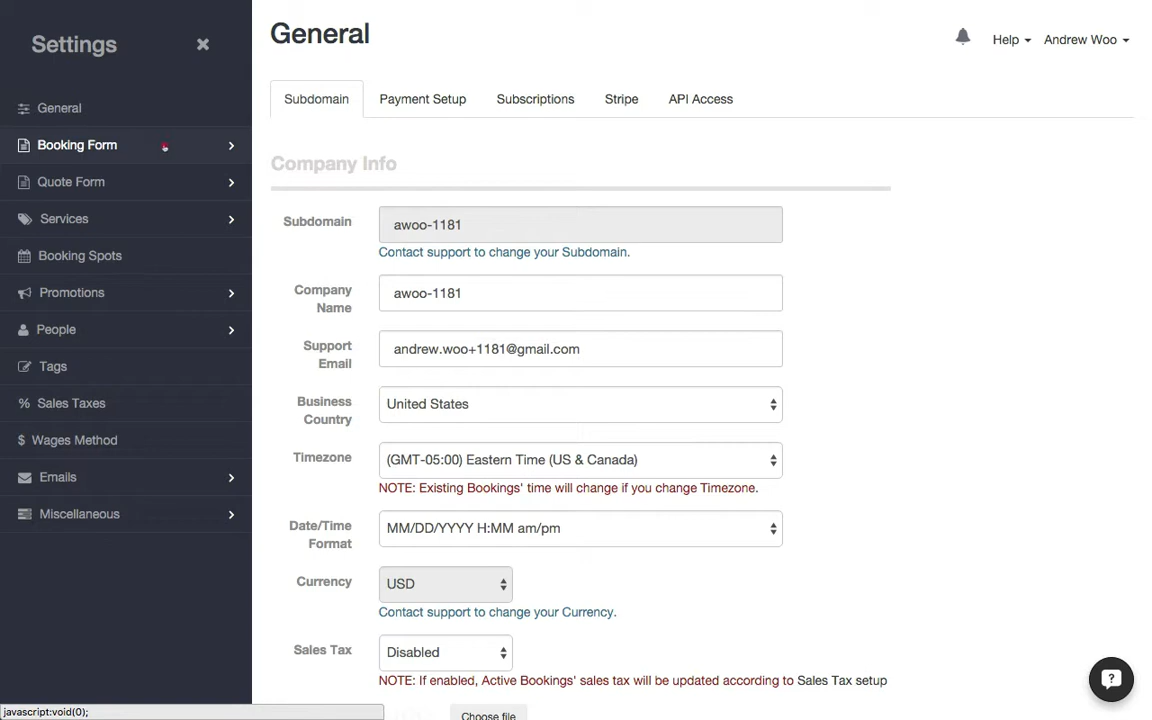 Settings
General
Booking Form
Quote Form
Services
Booking Spots
Promotions
People
Tags
% Sales Taxes
$ Wages Method
Emails
Miscellaneous
javascript:void(0);
General
Help
Andrew Woo
Subdomain
Payment Setup
Subscriptions
Stripe
API Access
Company Info
Subdomain
awoo-1181
Contact support to change your Subdomain.
Company
Name
awoo-1181
Support
Email
andrew.woo+1181@gmail.com
Business
Country
United States
Timezone
(GMT-05:00) Eastern Time (US & Canada)
NOTE: Existing Bookings' time will change if you change Timezone.
Date/Time
Format
MM/DD/YYYY H:MM am/pm
Currency
USD
Contact support to change your Currency.
Sales Tax
Disabled
NOTE: If enabled, Active Bookings' sales tax will be updated according to Sales Tax setup
Choose file